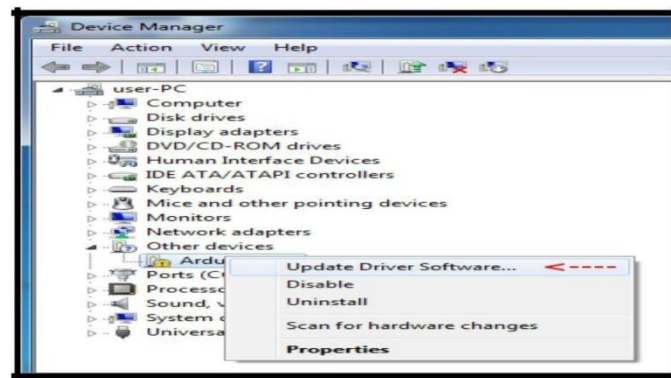 Device Manager
File Action View Help
user-PC
Computer
Disk drives
Display adapters
DVD/CD-ROM drives
Human Interface Devices
IDE ATA/ATAPI controllers
Keyboards
Mice and other pointing devices
Monitors
Network adapters
Other devices
Ardu
Update Driver Software...
Ports (C
Disable
Processo
Uninstall
Sound, v
System
Scan for hardware changes
Universa
Properties